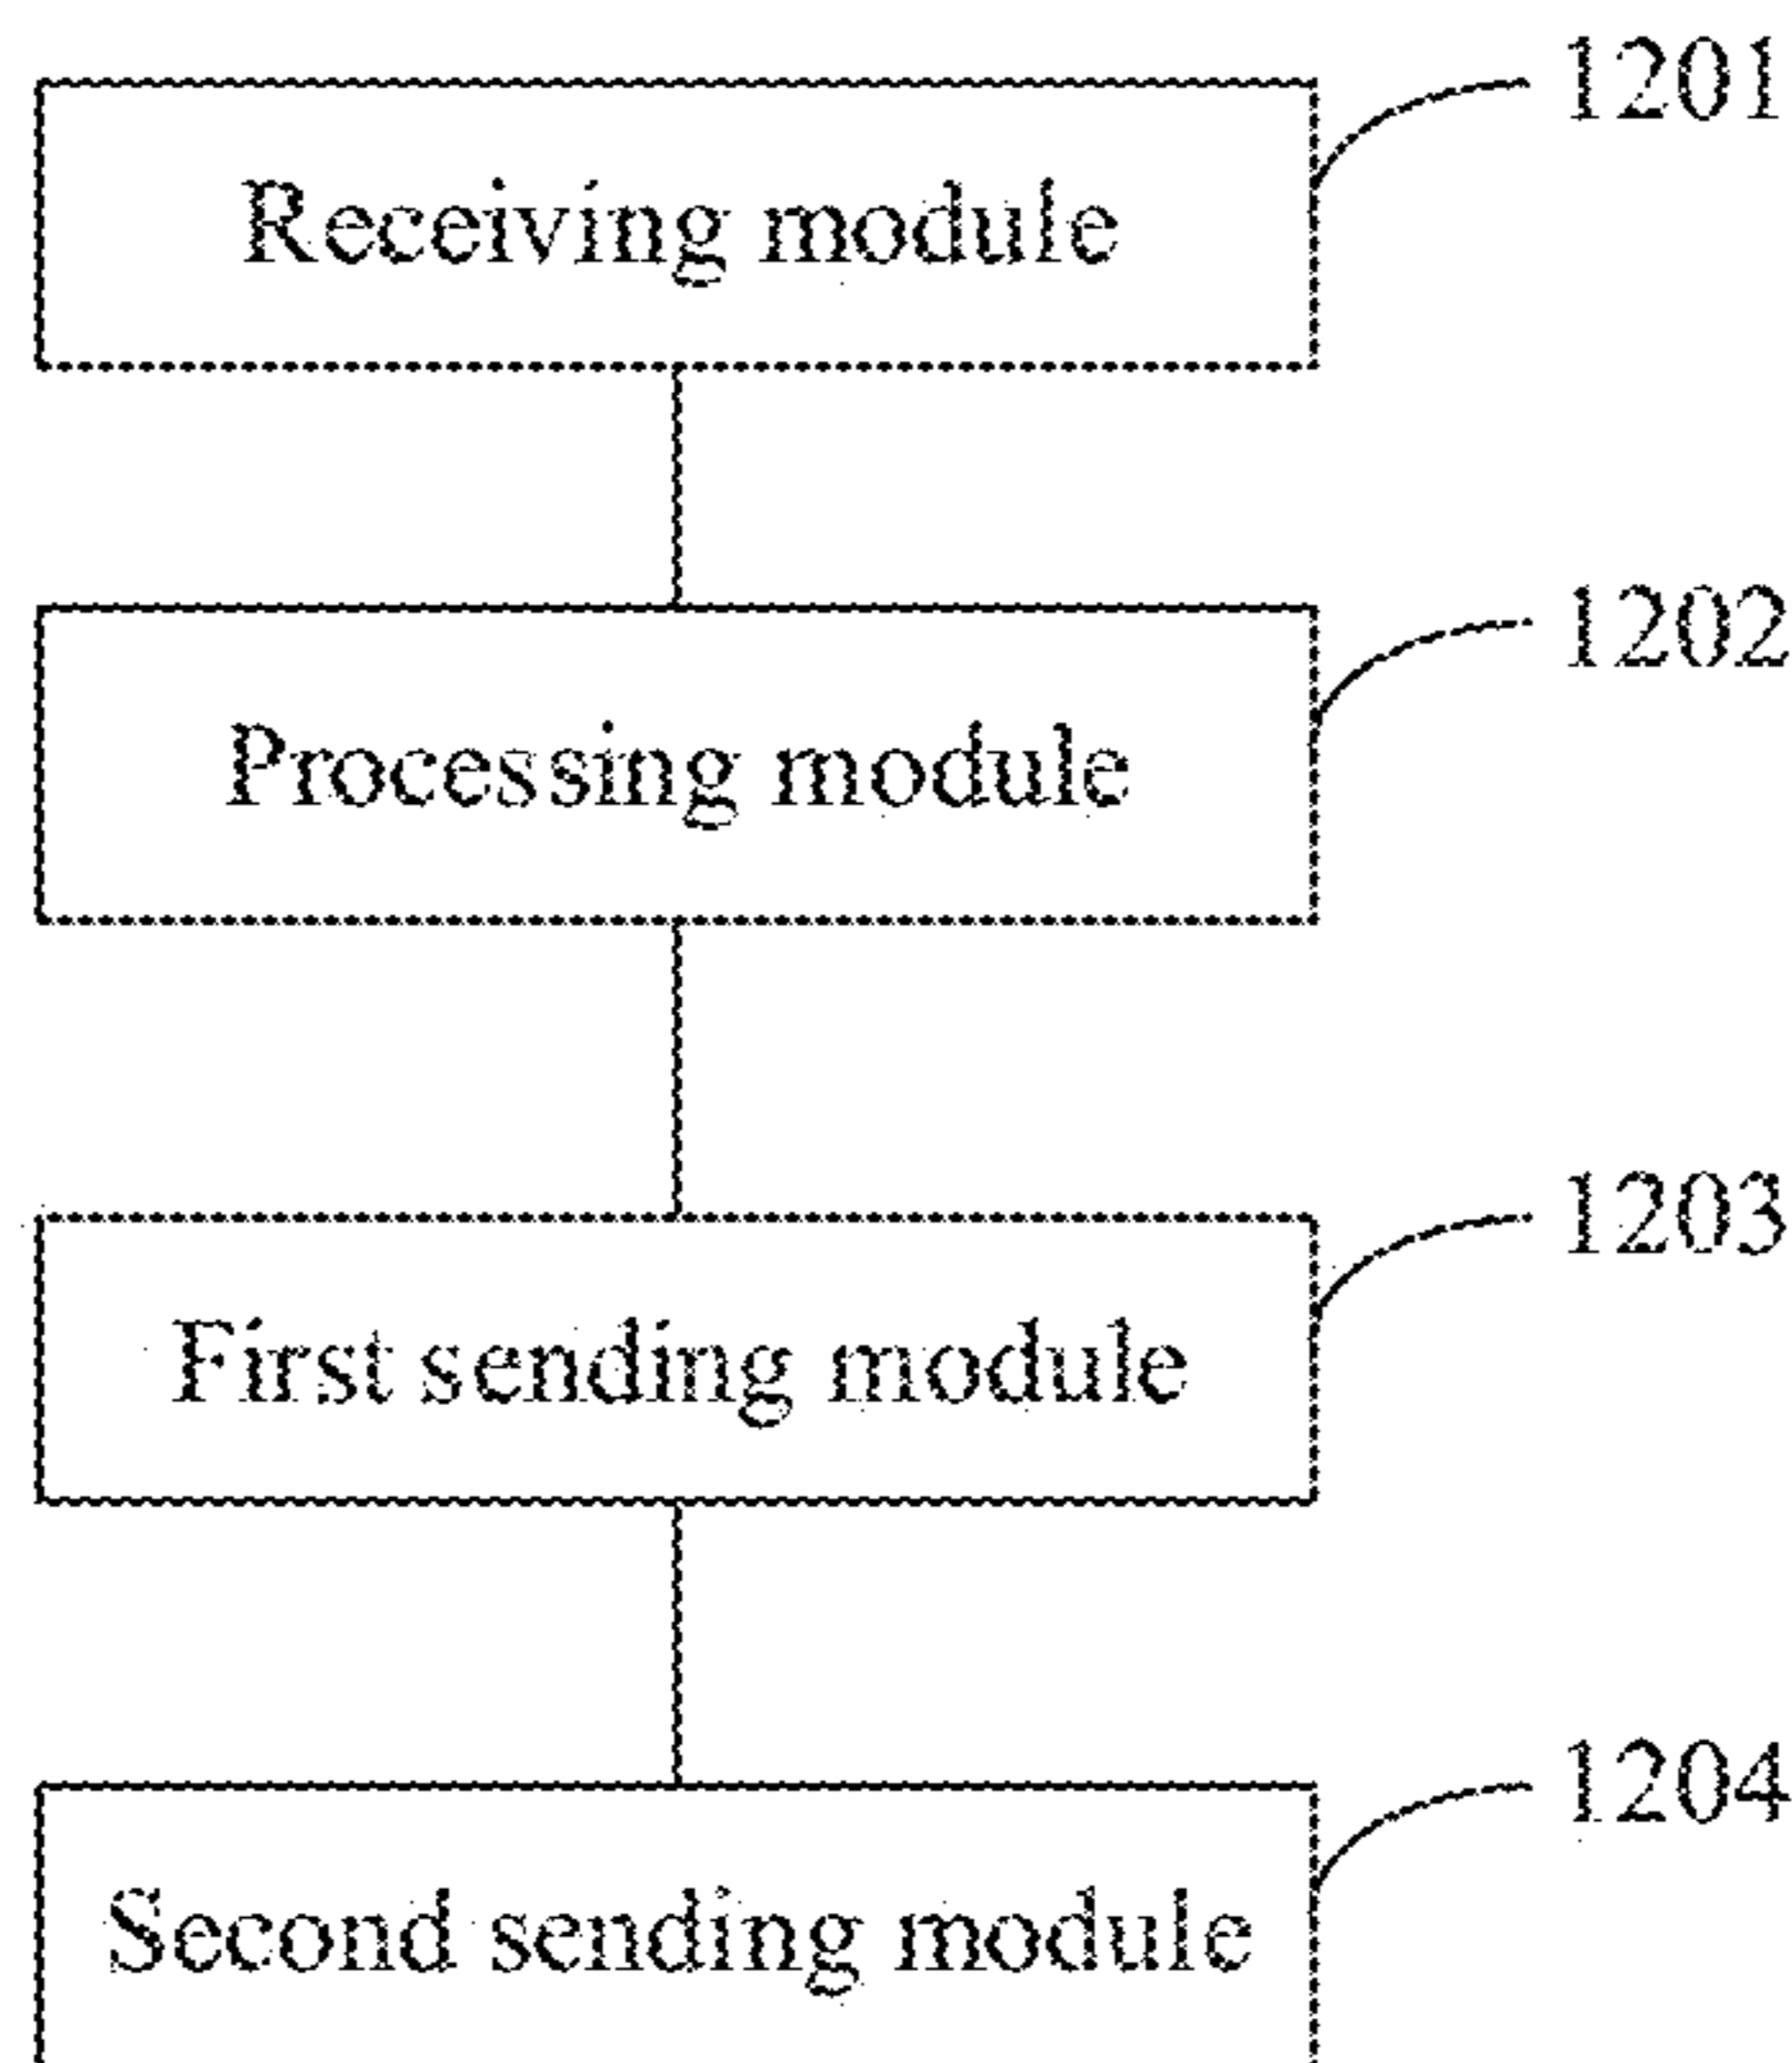 1201
Receiving module
1202
Processing module
1203
First sending module
1204
Second sending module